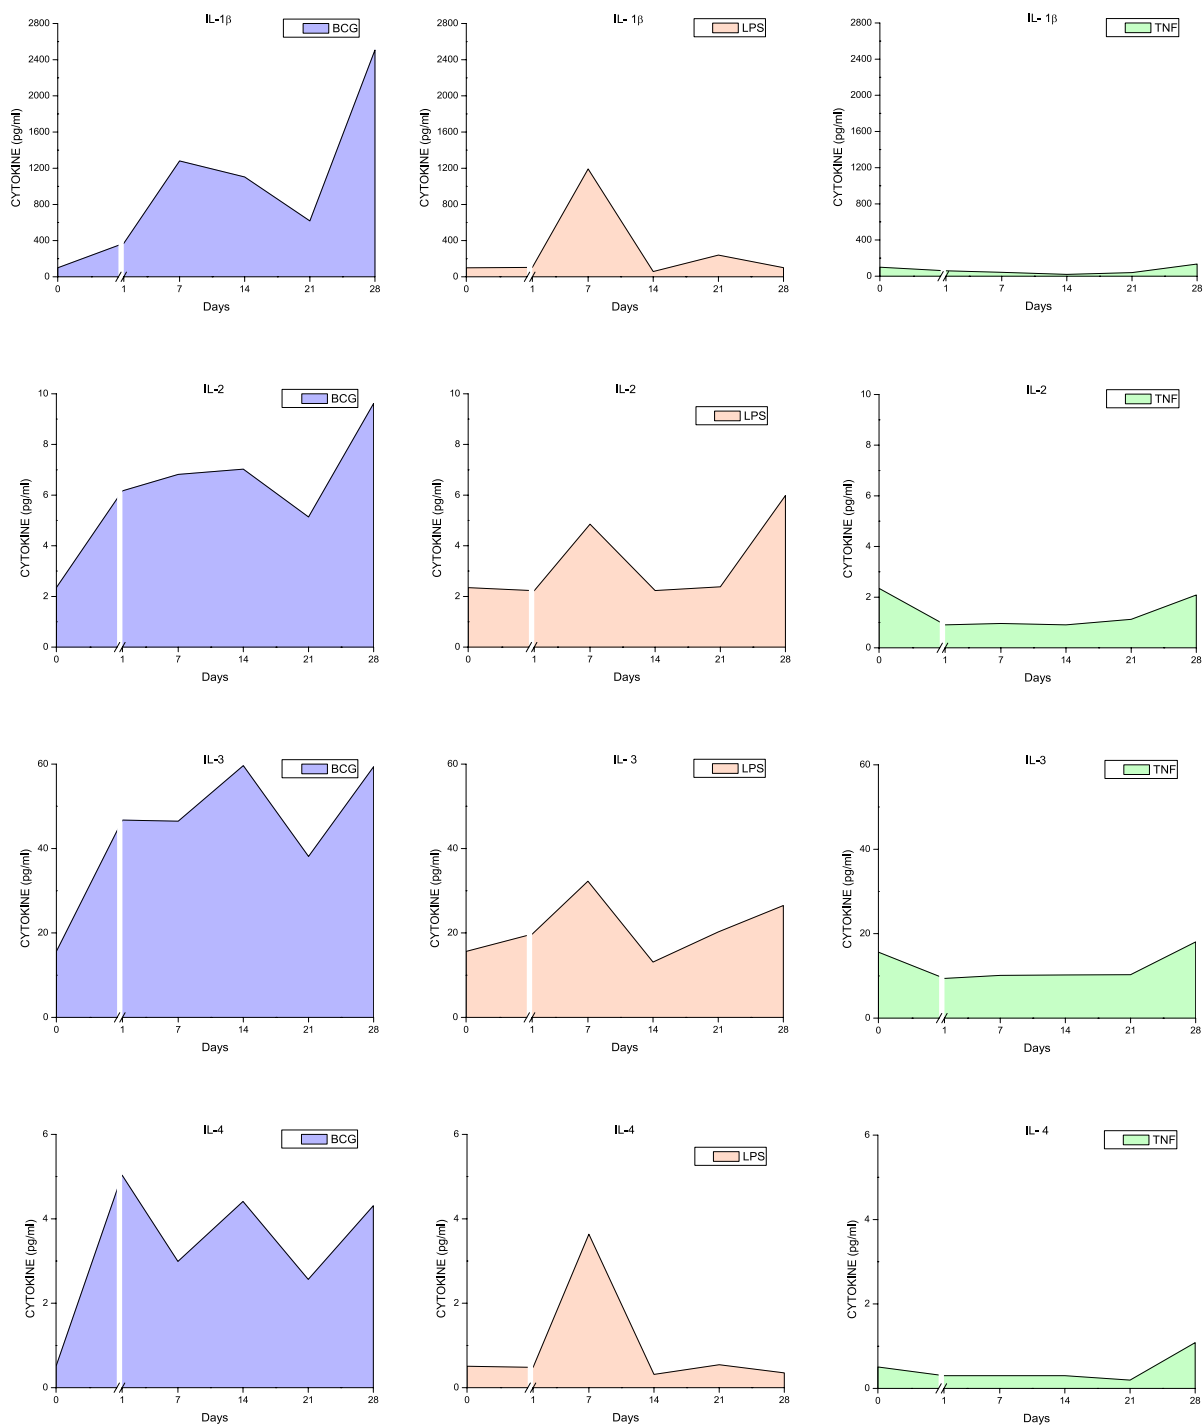 IL-1β
BCG
CYTOKINE (pg/ml)
2800
2400
2000
1600
1200
800
400
0
0 1 7 14 21 28
Days
IL- 1β
LPS
CYTOKINE (pg/ml)
2800
2400
2000
1600
1200
800
400
0
0 1 7 14 21 28
Days
IL- 1β
TNF
CYTOKINE (pg/ml)
2800
2400
2000
1600
1200
800
400
0
0 1 7 14 21 28
Days
IL-2
BCG
CYTOKINE (pg/ml)
10
8
6
4
2
0
0 1 7 14 21 28
Days
IL-2
LPS
CYTOKINE (pg/ml)
10
8
6
4
2
0
0 1 7 14 21 28
Days
IL-2
TNF
CYTOKINE (pg/ml)
10
8
6
4
2
0
0 1 7 14 21 28
Days
IL-3
BCG
CYTOKINE (pg/ml)
60
40
20
0
0 1 7 14 21 28
Days
IL- 3
LPS
CYTOKINE (pg/ml)
60
40
20
0
0 1 7 14 21 28
Days
IL-3
TNF
CYTOKINE (pg/ml)
60
40
20
0
0 1 7 14 21 28
Days
IL-4
BCG
CYTOKINE (pg/ml)
6
4
2
0
0 1 7 14 21 28
Days
IL-4
LPS
CYTOKINE (pg/ml)
6
4
2
0
0 1 7 14 21 28
Days
IL- 4
TNF
CYTOKINE (pg/ml)
6
4
2
0
0 1 7 14 21 28
Days